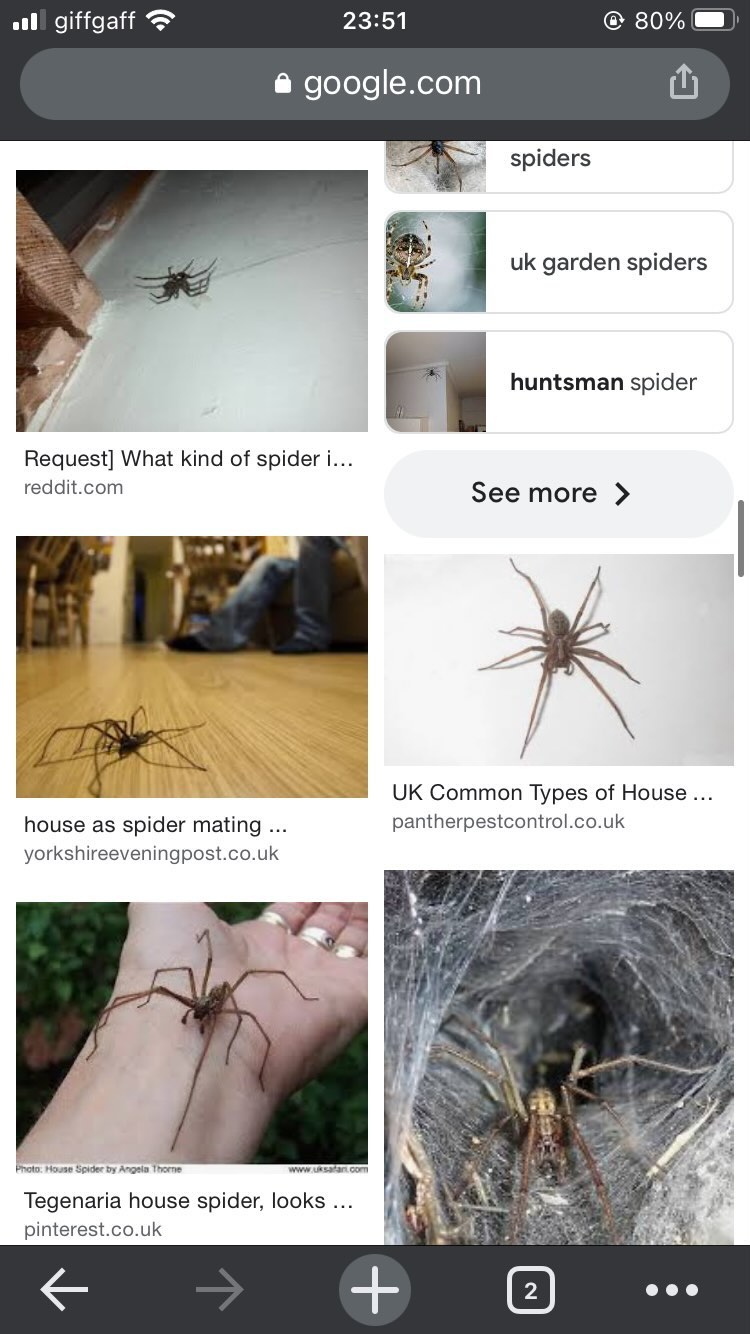 giffgaff
23:51
80%
google.com
spiders
uk garden spiders
huntsman spider
Request] What kind of spider i...
reddit.com
See more
house as spider mating ...
yorkshireeveningpost.co.uk
UK Common Types of House ...
pantherpestcontrol.co.uk
Photo: House Spider by Angela Thorne
www.uksafari.com
Tegenaria house spider, looks ...
pinterest.co.uk
2